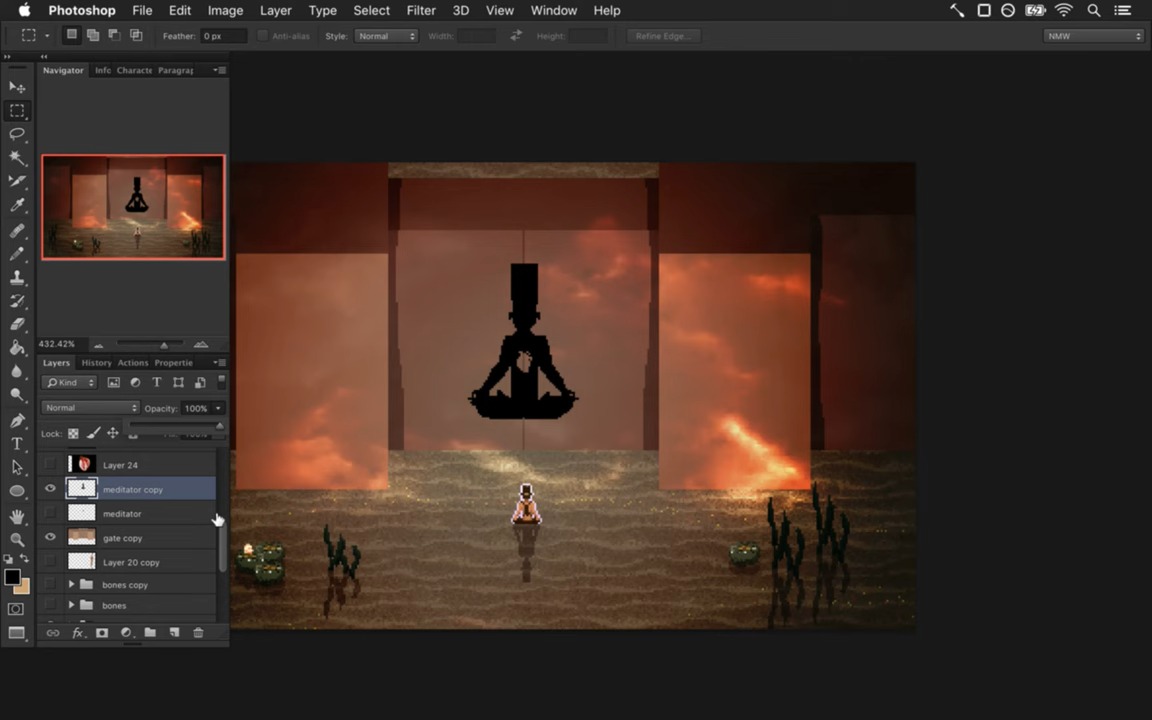 Photoshop File Edit Image Layer Type Select Filter 3D View Window Help
Feather: 0 px Anti-alias Style: Normal Width: Height: Refine Edge... NMW
Navigator Info Characte Paragrap
432.42%
Layers History Actions Propertie
Kind
Normal Opacity: 100%
Lock:
Layer 24
meditator copy
meditator
gate copy
Layer 20 copy
bones copy
bones